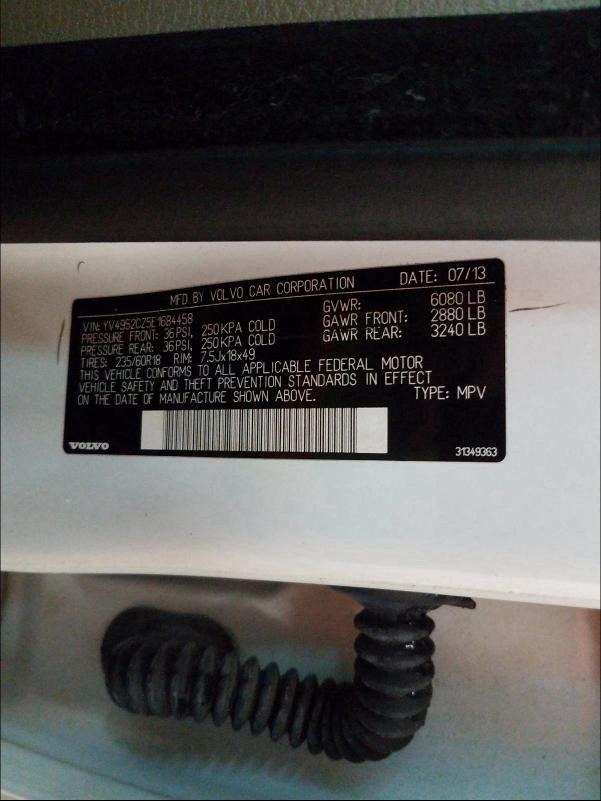 MFD BY VOLVO CAR CORPORATION DATE: 07/13
VIN: YV4952CZ5E1684458 GVWR: 6080 LB
PRESSURE FRONT: 36PSI, 250KPA COLD GAWR FRONT: 2880 LB
PRESSURE REAR: 36PSI, 250KPA COLD GAWR REAR: 3240 LB
TIRES: 235/60R18 RIM: 7.5Jx18x49
THIS VEHICLE CONFORMS TO ALL APPLICABLE FEDERAL MOTOR
VEHICLE SAFETY AND THEFT PREVENTION STANDARDS IN EFFECT
ON THE DATE OF MANUFACTURE SHOWN ABOVE. TYPE: MPV
VOLVO 31349363